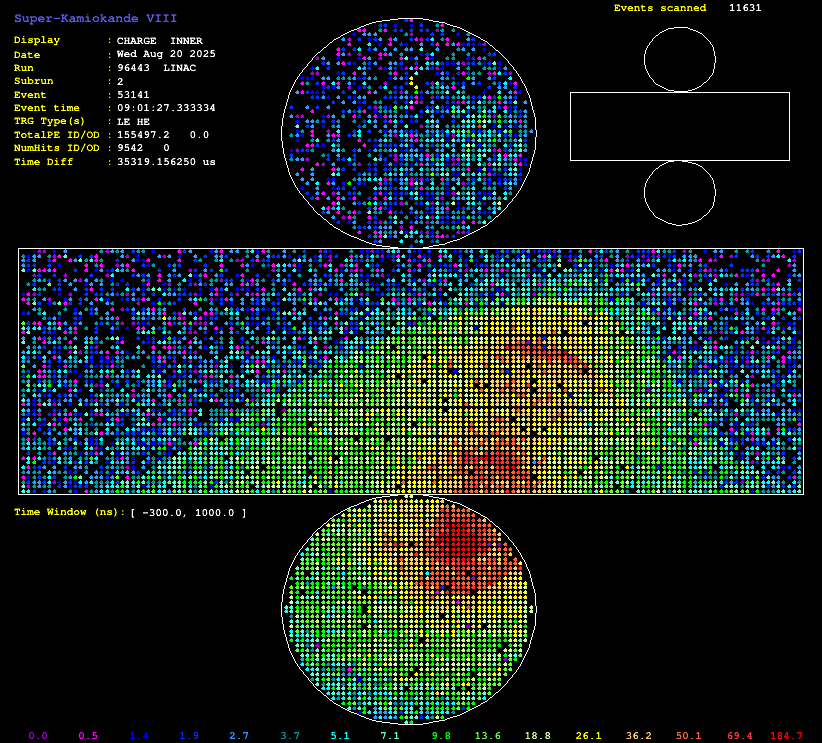 Super-Kamiokande VIII
Events scanned 11631
Display : CHARGE INNER
Date : Wed Aug 20 2025
Run : 96443 LINAC
Subrun : 2
Event : 53141
Event time : 09:01:27.333334
TRG Type(s) : LE HE
TotalPE ID/OD : 155497.2 0.0
NumHits ID/OD : 9542 0
Time Diff : 35319.156250 us
Time Window (ns): [ -300.0, 1000.0 ]
0.0 0.5 1.4 1.9 2.7 3.7 5.1 7.1 9.8 13.6 18.8 26.1 36.2 50.1 69.4 184.7